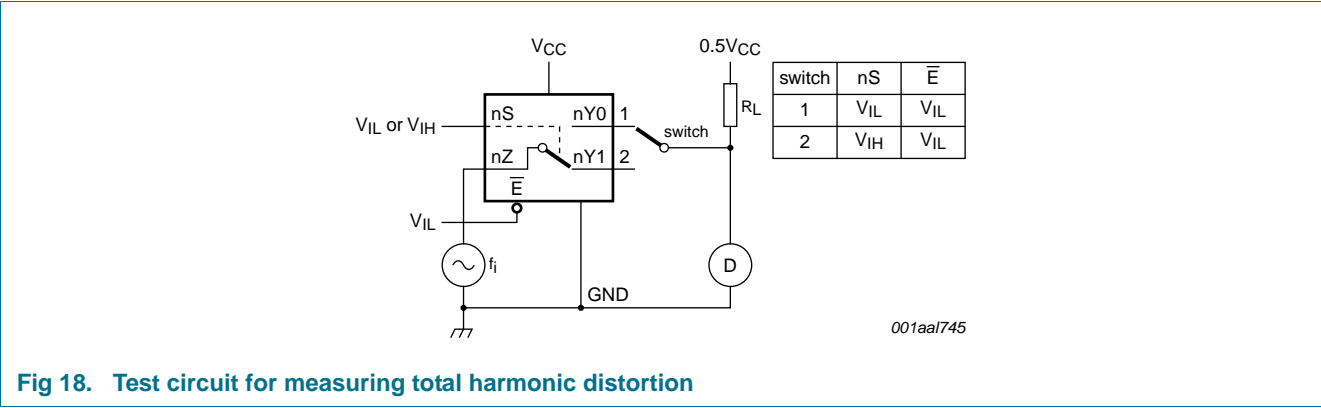 VCC
0.5VCC
switch nS E̅
1 VIL VIL
2 VIH VIL
RL
VIL or VIH
nS
nY0
1
switch
nZ
nY1
2
E̅
VIL
fi
D
GND
001aal745
Fig 18. Test circuit for measuring total harmonic distortion